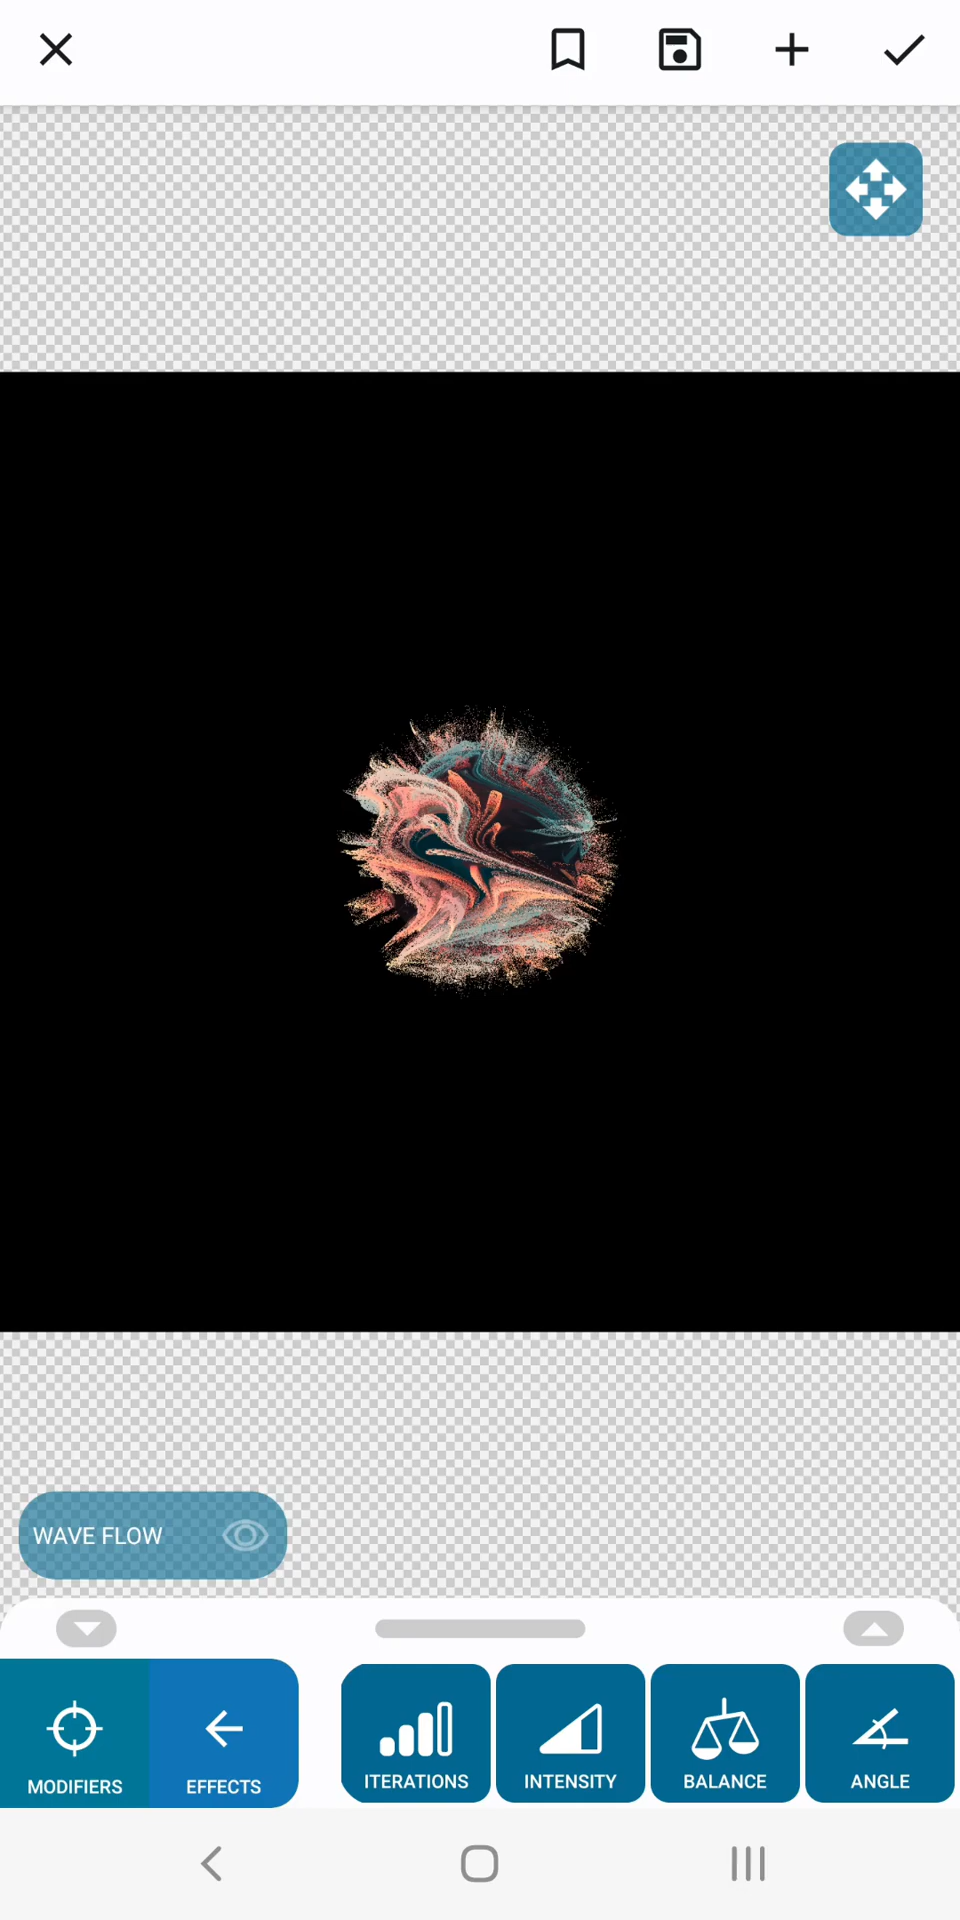 WAVE FLOW
MODIFIERS
EFFECTS
ITERATIONS
INTENSITY
BALANCE
ANGLE